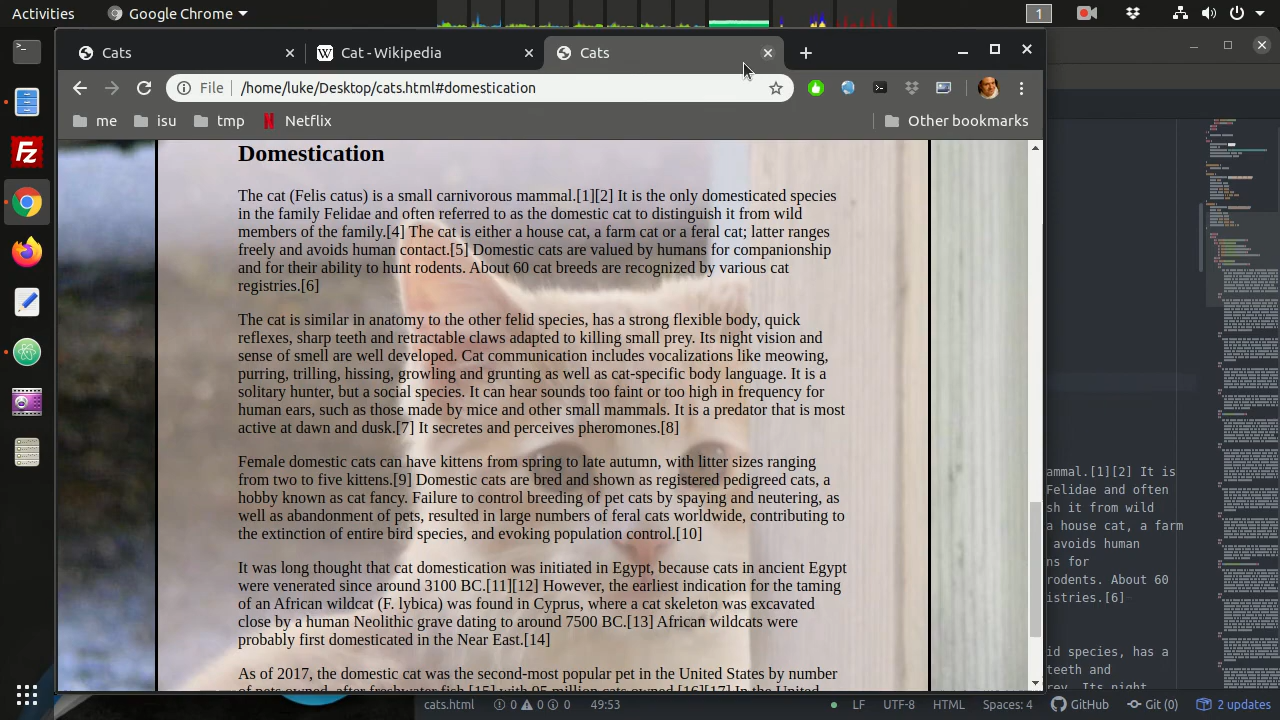 Activities
Google Chrome
1
Cats
Cat - Wikipedia
Cats
File
/home/luke/Desktop/cats.html#domestication
me
isu
tmp
Netflix
Other bookmarks
Domestication
The cat (Felis catus) is a small carnivorous mammal.[1][2] It is the only domesticated species
in the family Felidae and often referred to as the domestic cat to distinguish it from wild
members of the family.[4] The cat is either a house cat, a farm cat or a feral cat; latter ranges
freely and avoids human contact.[5] Domestic cats are valued by humans for companionship
and for their ability to hunt rodents. About 60 cat breeds are recognized by various cat
registries.[6]
The cat is similar in anatomy to the other felid species, has a strong flexible body, quick
reflexes, sharp teeth and retractable claws adapted to killing small prey. Its night vision and
sense of smell are well developed. Cat communication includes vocalizations like meowing,
purring, trilling, hissing, growling and grunting as well as cat-specific body language. It is a
solitary hunter, but a social species. It can hear sounds too faint or too high in frequency for
human ears, such as those made by mice and other small mammals. It is a predator that is most
active at dawn and dusk.[7] It secretes and perceives pheromones.[8]
Female domestic cats can have kittens from spring to late autumn, with litter sizes ranging
from two to five kittens.[9] Domestic cats are bred and shown as registered pedigreed cats, a
hobby known as cat fancy. Failure to control breeding of pet cats by spaying and neutering, as
well as abandonment of pets, resulted in large numbers of feral cats worldwide, contributing to
the extinction of entire bird species, and evoking population control.[10]
It was long thought that cat domestication was initiated in Egypt, because cats in ancient Egypt
were venerated since around 3100 BC.[11][12] However, the earliest indication for the taming
of an African wildcat (F. lybica) was found in Cyprus, where a cat skeleton was excavated
close by a human Neolithic grave dating to around 7500 BC.[13] African wildcats were
probably first domesticated in the Near East.[14]
As of 2017, the domestic cat was the second-most popular pet in the United States by number
ammal.[1][2] It is
Felidae and often
sh it from wild
a house cat, a farm
avoids human
ns for
rodents. About 60
istries.[6]
id species, has a
teeth and
rey. Its night
cats.html
0
0
0
49:53
LF
UTF-8
HTML
Spaces: 4
GitHub
Git (0)
2 updates